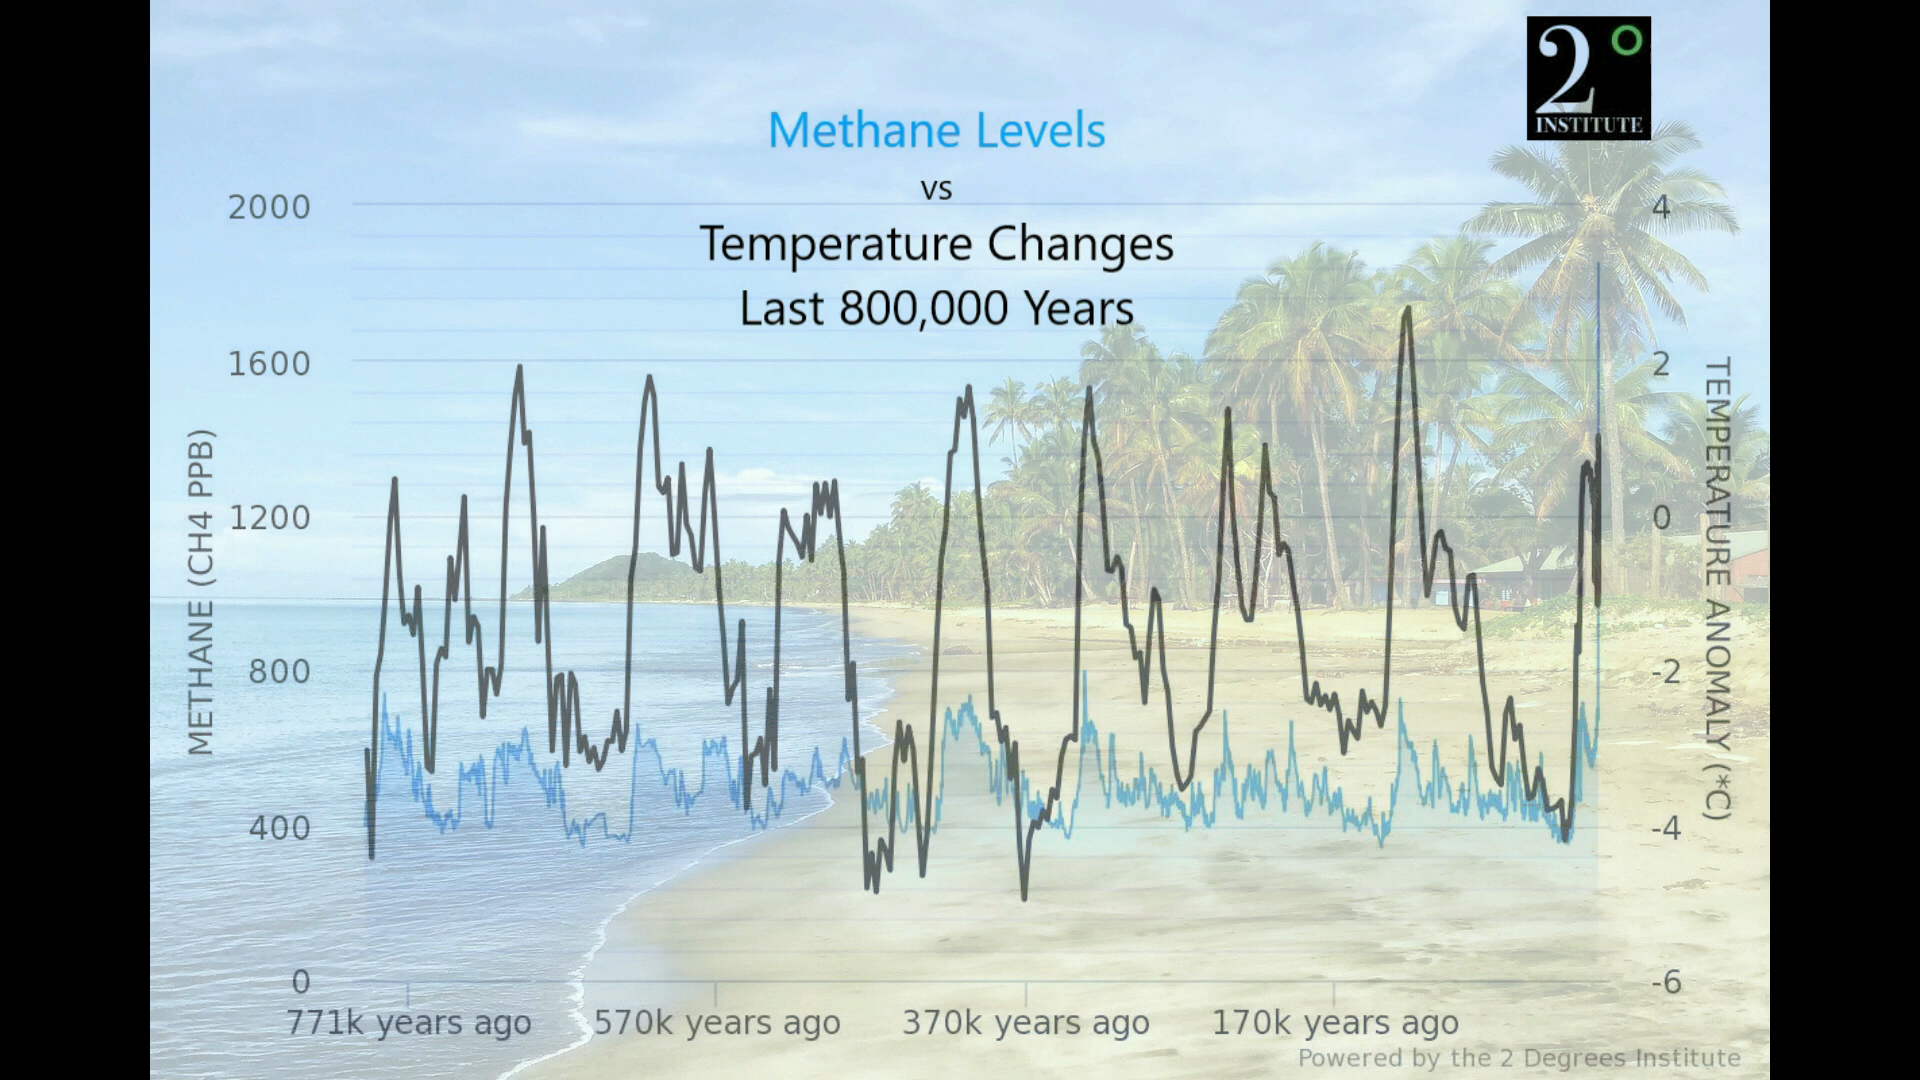 2°
INSTITUTE
Methane Levels
vs
Temperature Changes
Last 800,000 Years
METHANE (CH4 PPB)
2000
1600
1200
800
400
0
4
2
0
-2
-4
-6
TEMPERATURE ANOMALY (*C)
771k years ago
570k years ago
370k years ago
170k years ago
Powered by the 2 Degrees Institute